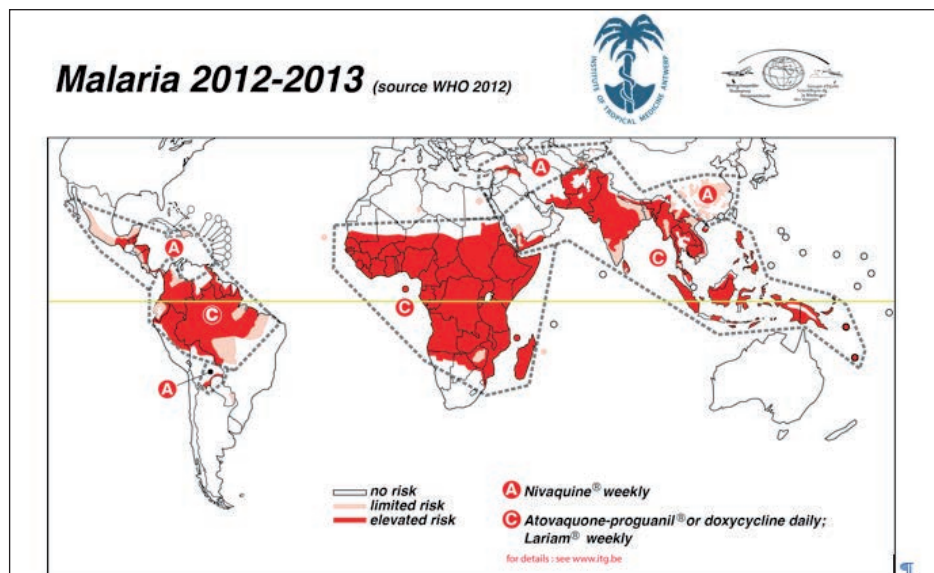 Malaria 2012-2013 (source WHO 2012)
INSTITUTE OF TROPICAL MEDICINE ANTWERP
A
A
A
C
C
C
A
no risk
limited risk
elevated risk
A Nivaquine® weekly
C Atovaquone-proguanil® or doxycycline daily;
Lariam® weekly
for details : see www.itg.be
¶